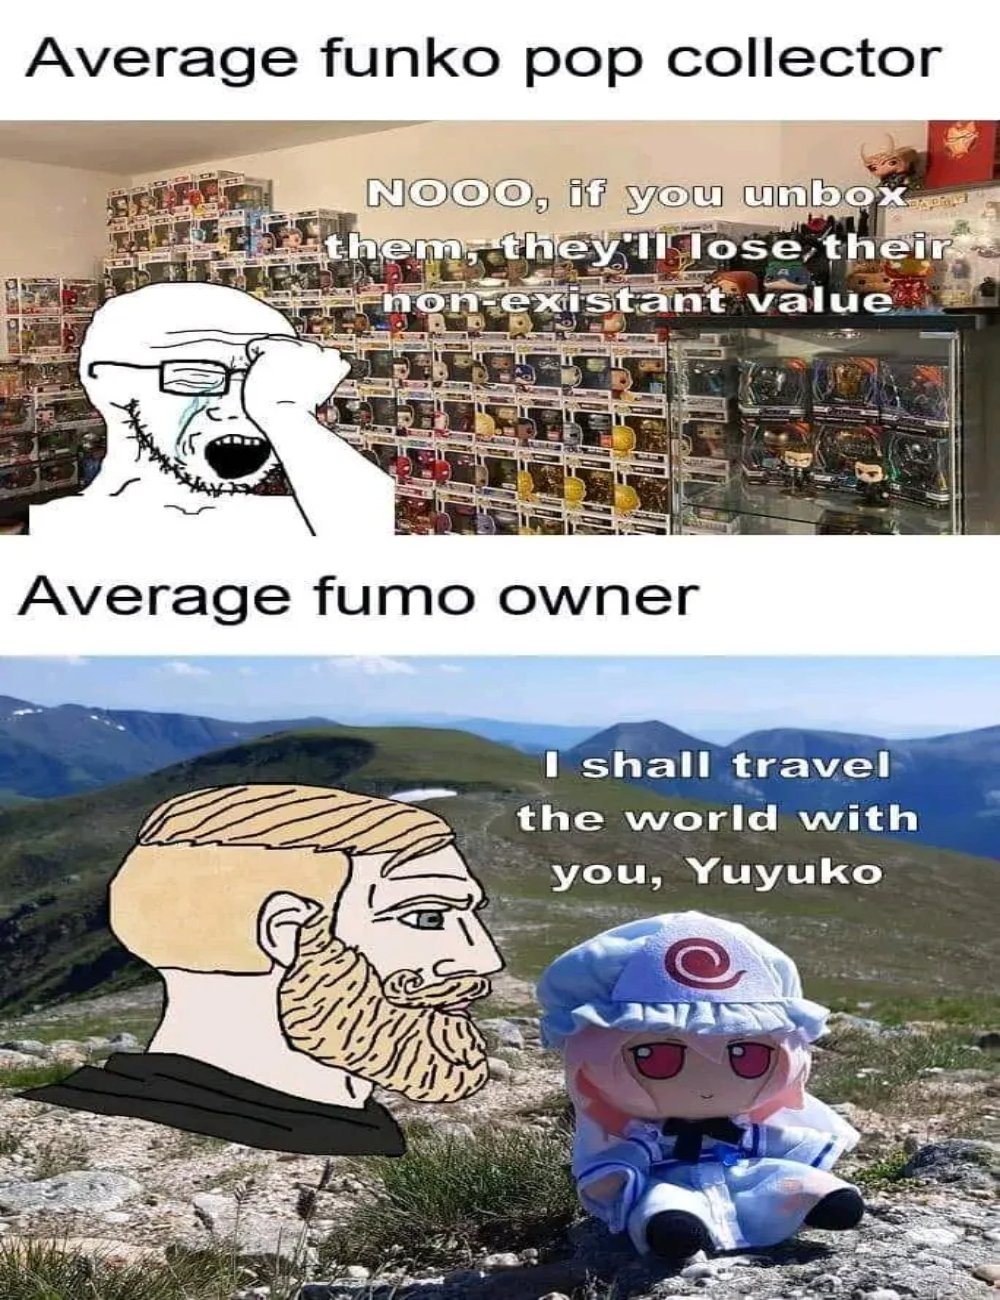 Average funko pop collector
NOOO, if you unbox
them, they'll lose their
non-existant value
Average fumo owner
I shall travel
the world with
you, Yuyuko